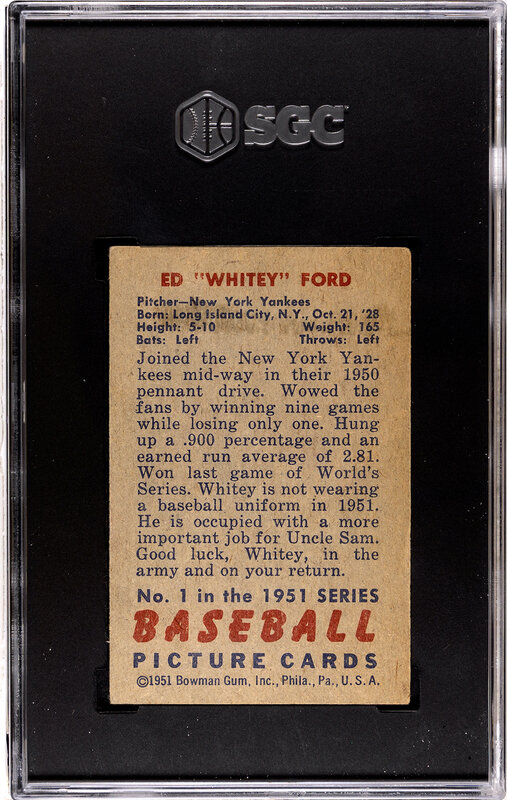 SGC
ED "WHITEY" FORD
Pitcher—New York Yankees
Born: Long Island City, N.Y., Oct. 21, '28
Height: 5-10 Weight: 165
Bats: Left Throws: Left
Joined the New York Yan-
kees mid-way in their 1950
pennant drive. Wowed the
fans by winning nine games
while losing only one. Hung
up a .900 percentage and an
earned run average of 2.81.
Won last game of World's
Series. Whitey is not wearing
a baseball uniform in 1951.
He is occupied with a more
important job for Uncle Sam.
Good luck, Whitey, in the
army and on your return.
No. 1 in the 1951 SERIES
BASEBALL
PICTURE CARDS
©1951 Bowman Gum, Inc., Phila., Pa., U.S.A.